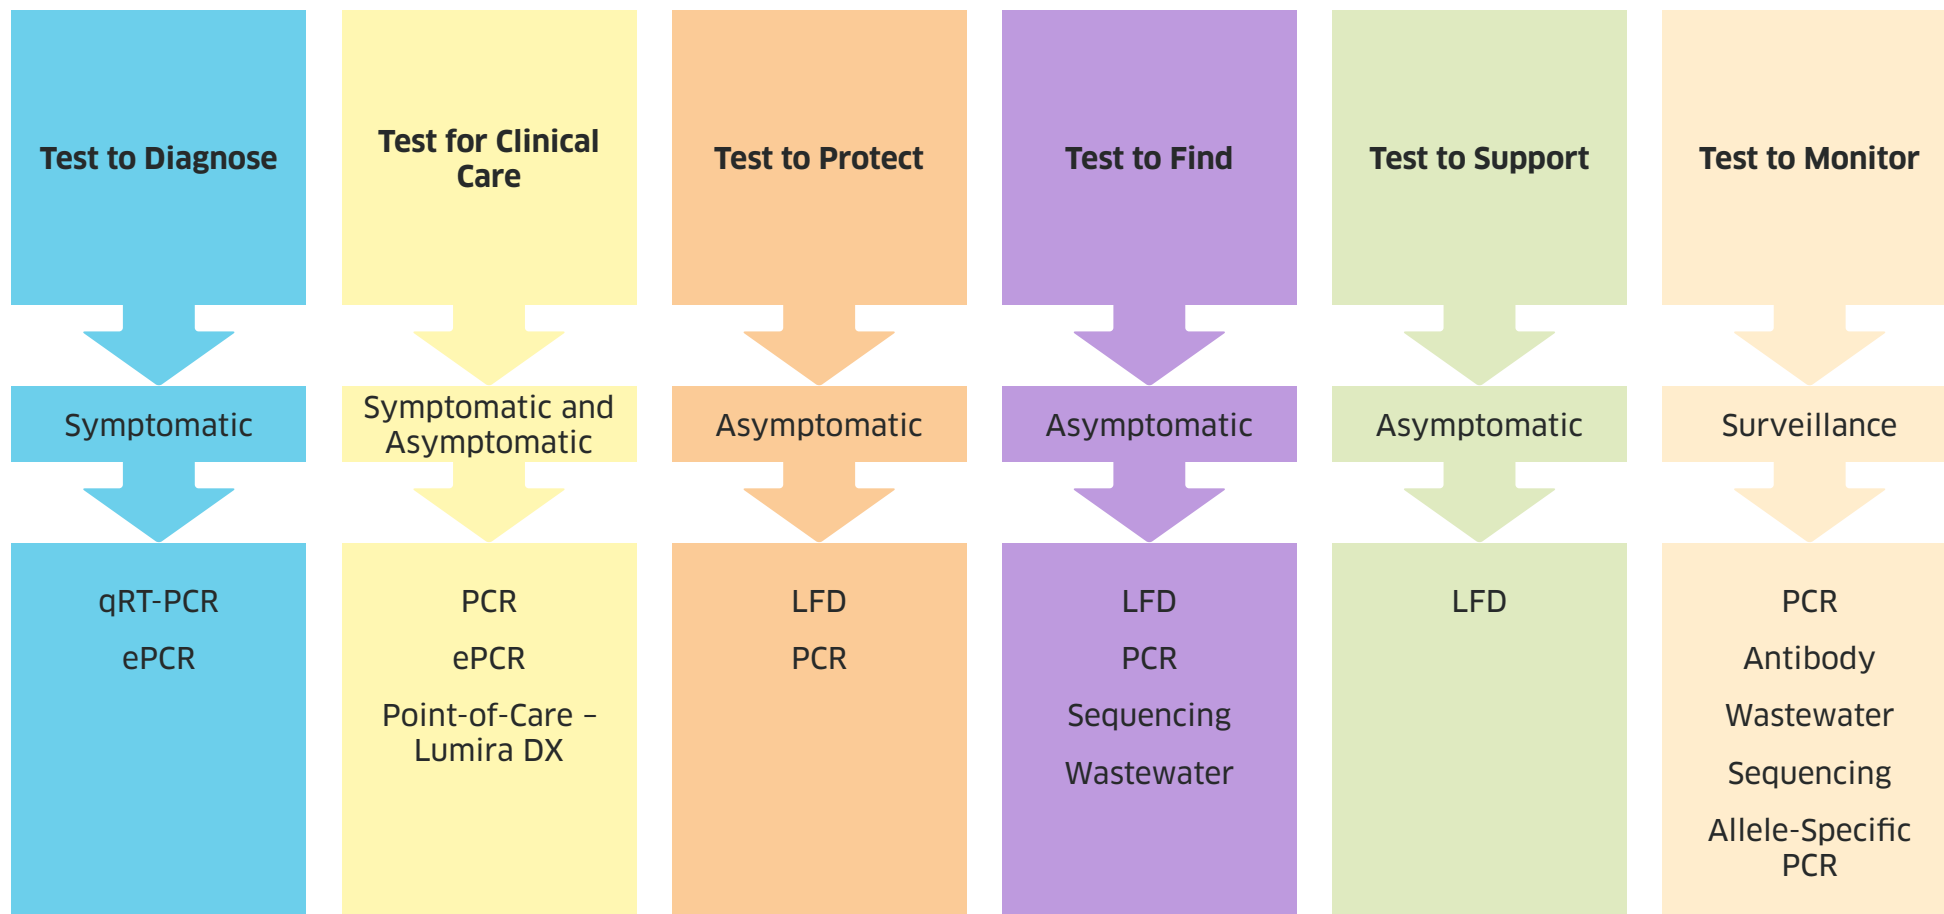 Test to Diagnose
Test for Clinical
Care
Test to Protect
Test to Find
Test to Support
Test to Monitor
Symptomatic
Symptomatic and
Asymptomatic
Asymptomatic
Asymptomatic
Asymptomatic
Surveillance
qRT-PCR
ePCR
PCR
ePCR
Point-of-Care –
Lumira DX
LFD
PCR
LFD
PCR
Sequencing
Wastewater
LFD
PCR
Antibody
Wastewater
Sequencing
Allele-Specific
PCR